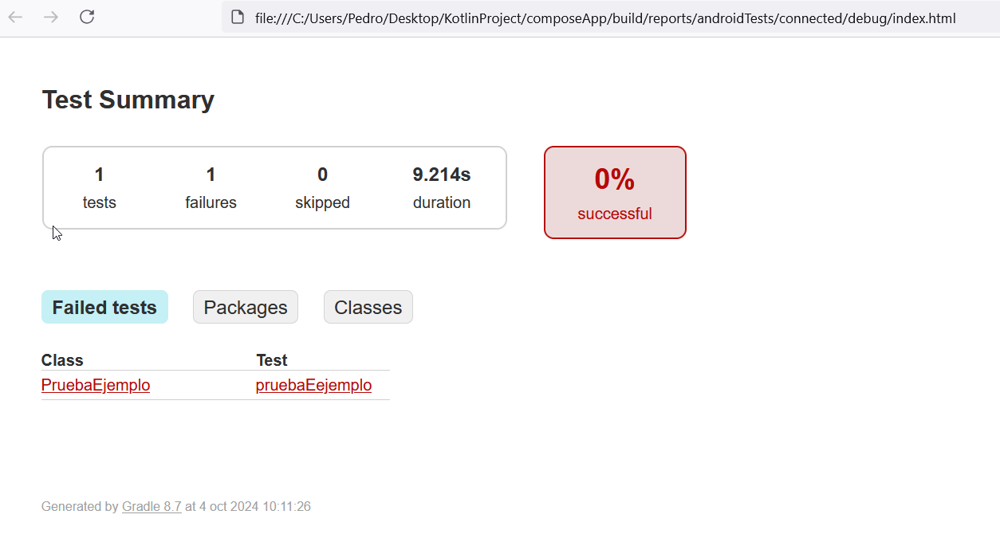 file:///C:/Users/Pedro/Desktop/KotlinProject/composeApp/build/reports/androidTests/connected/debug/index.html
Test Summary
1 1 0 9.214s
tests failures skipped duration
0%
successful
Failed tests Packages Classes
Class Test
PruebaEjemplo pruebaEejemplo
Generated by Gradle 8.7 at 4 oct 2024 10:11:26